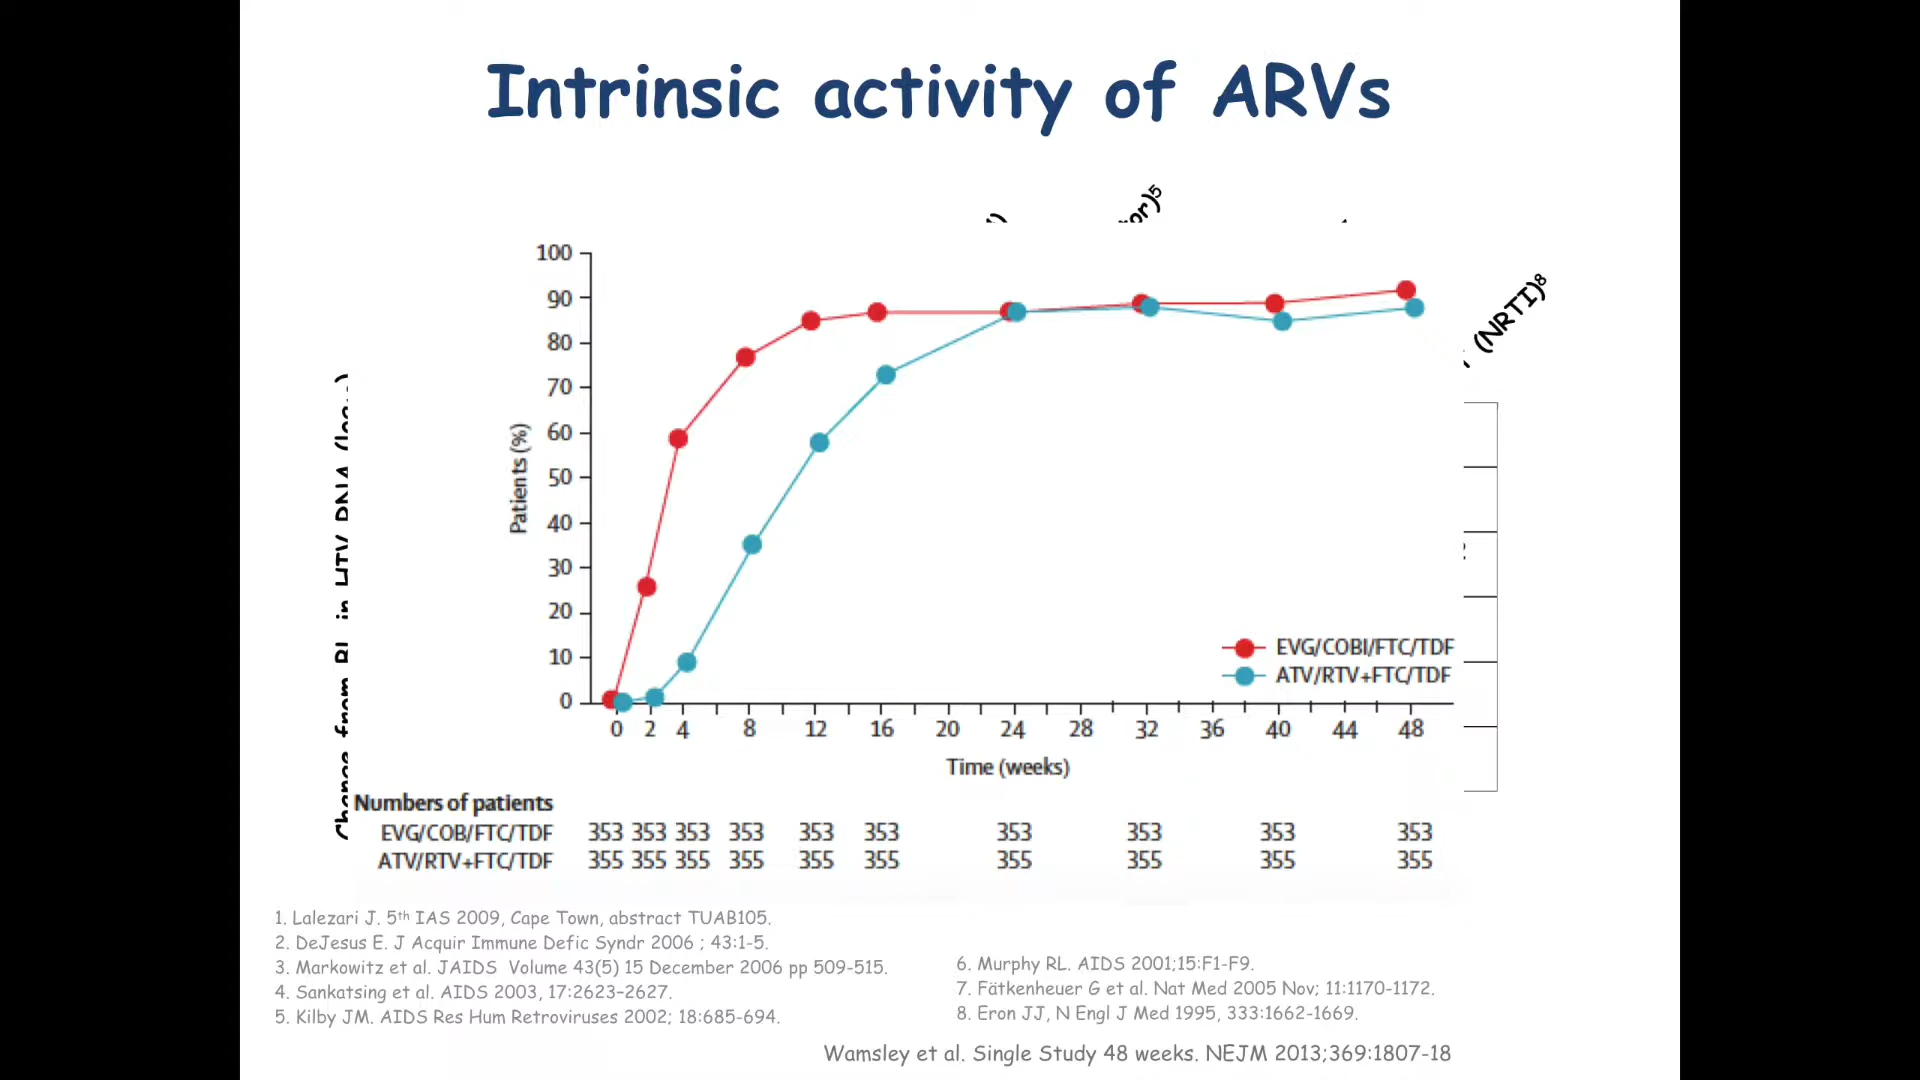 Intrinsic activity of ARVs
(NRTI)⁸
100
90
80
70
60
50
40
30
20
10
0
Patients (%)
0 2 4 8 12 16 20 24 28 32 36 40 44 48
Time (weeks)
EVG/COBI/FTC/TDF
ATV/RTV+FTC/TDF
Numbers of patients
EVG/COB/FTC/TDF 353 353 353 353 353 353 353 353 353 353
ATV/RTV+FTC/TDF 355 355 355 355 355 355 355 355 355 355
1. Lalezari J. 5th IAS 2009, Cape Town, abstract TUAB105.
2. DeJesus E. J Acquir Immune Defic Syndr 2006 ; 43:1-5.
3. Markowitz et al. JAIDS Volume 43(5) 15 December 2006 pp 509-515.
4. Sankatsing et al. AIDS 2003, 17:2623–2627.
5. Kilby JM. AIDS Res Hum Retroviruses 2002; 18:685-694.
6. Murphy RL. AIDS 2001;15:F1-F9.
7. Fätkenheuer G et al. Nat Med 2005 Nov; 11:1170-1172.
8. Eron JJ, N Engl J Med 1995, 333:1662-1669.
Wamsley et al. Single Study 48 weeks. NEJM 2013;369:1807-18